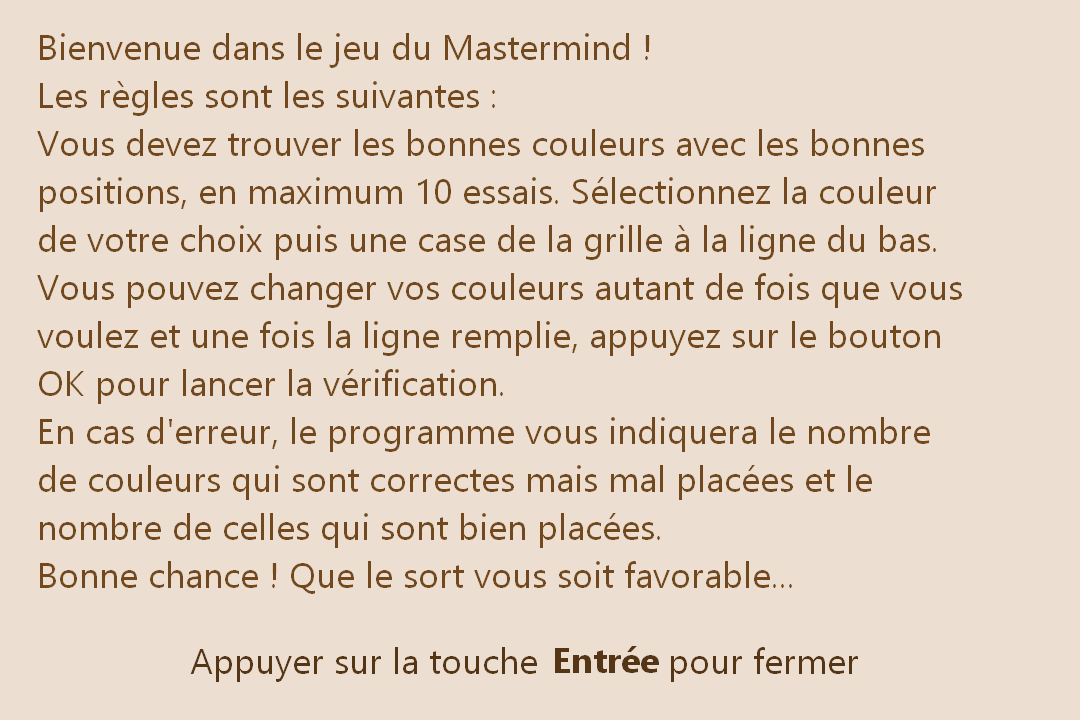 Bienvenue dans le jeu du Mastermind !
Les règles sont les suivantes :
Vous devez trouver les bonnes couleurs avec les bonnes
positions, en maximum 10 essais. Sélectionnez la couleur
de votre choix puis une case de la grille à la ligne du bas.
Vous pouvez changer vos couleurs autant de fois que vous
voulez et une fois la ligne remplie, appuyez sur le bouton
OK pour lancer la vérification.
En cas d'erreur, le programme vous indiquera le nombre
de couleurs qui sont correctes mais mal placées et le
nombre de celles qui sont bien placées.
Bonne chance ! Que le sort vous soit favorable...
Appuyer sur la touche Entrée pour fermer